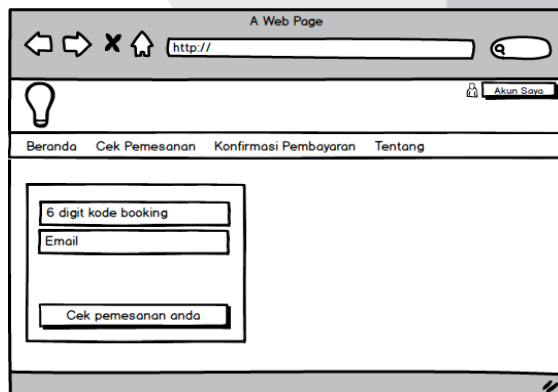 A Web Page
http://
Akun Saya
Beranda Cek Pemesanan Konfirmasi Pembayaran Tentang
6 digit kode booking
Email
Cek pemesanan anda